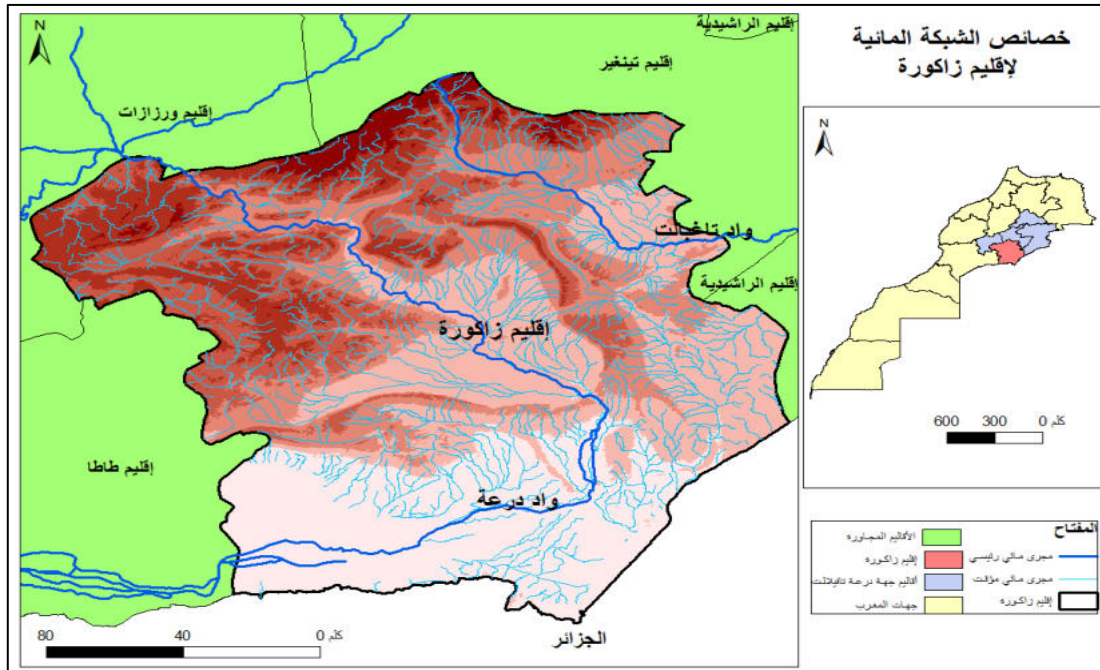 خصائص الشبكة المائية
لإقليم زاكورة
N
إقليم الراشيدية
إقليم تينغير
إقليم ورزازات
واد تاغبالت
إقليم الراشيدية
إقليم زاكورة
إقليم طاطا
واد درعة
الجزائر
80 40 0 كلم
N
600 300 0 كلم
المفتاح
مجرى مائي رئيسي
مجرى مائي مؤقت
إقليم زاكورة
الأقاليم المجاورة
إقليم زاكورة
أقاليم جهة درعة تافيلالت
جهات المغرب